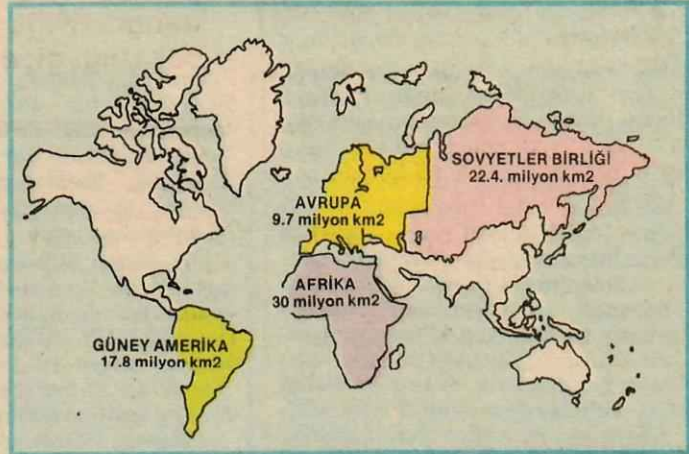 SOVYETLER BİRLİĞİ
22.4. milyon km2
AVRUPA
9.7 milyon km2
AFRİKA
30 milyon km2
GÜNEY AMERİKA
17.8 milyon km2